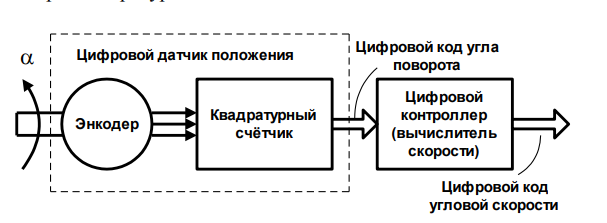 Цифровой датчик положения
α
Энкодер
Квадратурный
счётчик
Цифровой код угла
поворота
Цифровой
контроллер
(вычислитель
скорости)
Цифровой код
угловой скорости